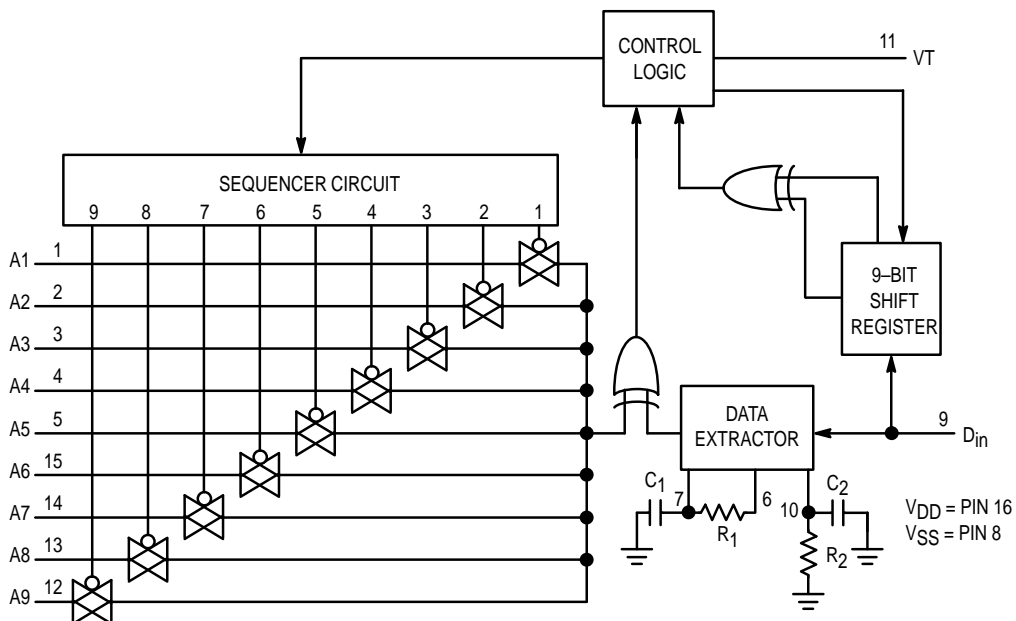 CONTROL
LOGIC
11
VT
SEQUENCER CIRCUIT
9 8 7 6 5 4 3 2 1
A1 1
A2 2
A3 3
A4 4
A5 5
A6 15
A7 14
A8 13
A9 12
9–BIT
SHIFT
REGISTER
DATA
EXTRACTOR
9
Din
C1
7
R1
6
10
C2
R2
VDD = PIN 16
VSS = PIN 8